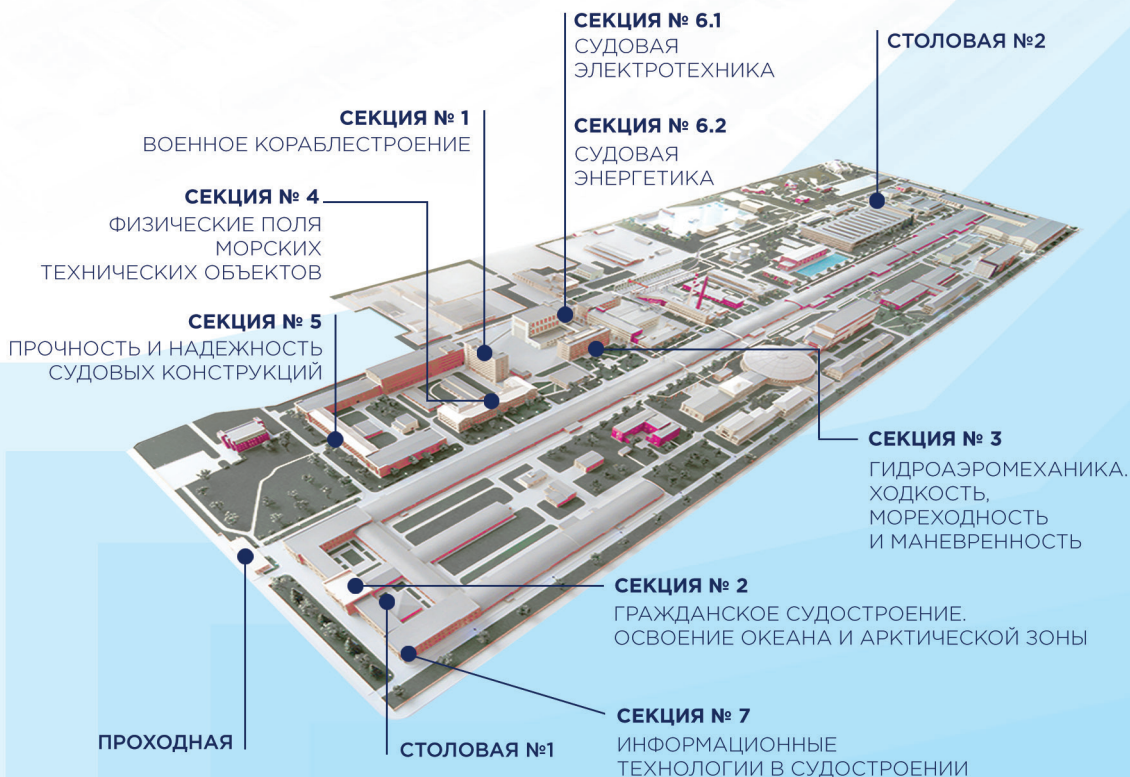 СЕКЦИЯ № 6.1
СУДОВАЯ
ЭЛЕКТРОТЕХНИКА
СТОЛОВАЯ №2
СЕКЦИЯ № 1
ВОЕННОЕ КОРАБЛЕСТРОЕНИЕ
СЕКЦИЯ № 6.2
СУДОВАЯ
ЭНЕРГЕТИКА
СЕКЦИЯ № 4
ФИЗИЧЕСКИЕ ПОЛЯ
МОРСКИХ
ТЕХНИЧЕСКИХ ОБЪЕКТОВ
СЕКЦИЯ № 5
ПРОЧНОСТЬ И НАДЕЖНОСТЬ
СУДОВЫХ КОНСТРУКЦИЙ
СЕКЦИЯ № 3
ГИДРОАЭРОМЕХАНИКА.
ХОДКОСТЬ,
МОРЕХОДНОСТЬ
И МАНЕВРЕННОСТЬ
СЕКЦИЯ № 2
ГРАЖДАНСКОЕ СУДОСТРОЕНИЕ.
ОСВОЕНИЕ ОКЕАНА И АРКТИЧЕСКОЙ ЗОНЫ
СЕКЦИЯ № 7
ИНФОРМАЦИОННЫЕ
ТЕХНОЛОГИИ В СУДОСТРОЕНИИ
ПРОХОДНАЯ
СТОЛОВАЯ №1